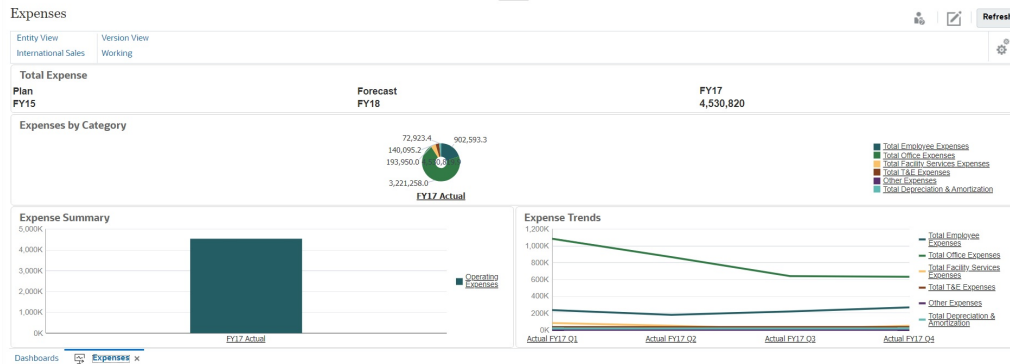 Expenses
Refresh
Entity View Version View
International Sales Working
Total Expense
Plan Forecast FY17
FY15 FY18 4,530,820
Expenses by Category
72,923.4 902,593.3
140,095.2
193,950.0
3,221,258.0
FY17 Actual
Total Employee Expenses
Total Office Expenses
Total Facility Services Expenses
Total T&E Expenses
Other Expenses
Total Depreciation & Amortization
Expense Summary
5,000K
4,000K
3,000K
2,000K
1,000K
0K
FY17 Actual
Operating
Expenses
Expense Trends
1,200K
1,000K
800K
600K
400K
200K
0K
Actual FY17 Q1 Actual FY17 Q2 Actual FY17 Q3 Actual FY17 Q4
Total Employee
Expenses
Total Office Expenses
Total Facility Services
Expenses
Total T&E Expenses
Other Expenses
Total Depreciation &
Amortization
Dashboards Expenses ×